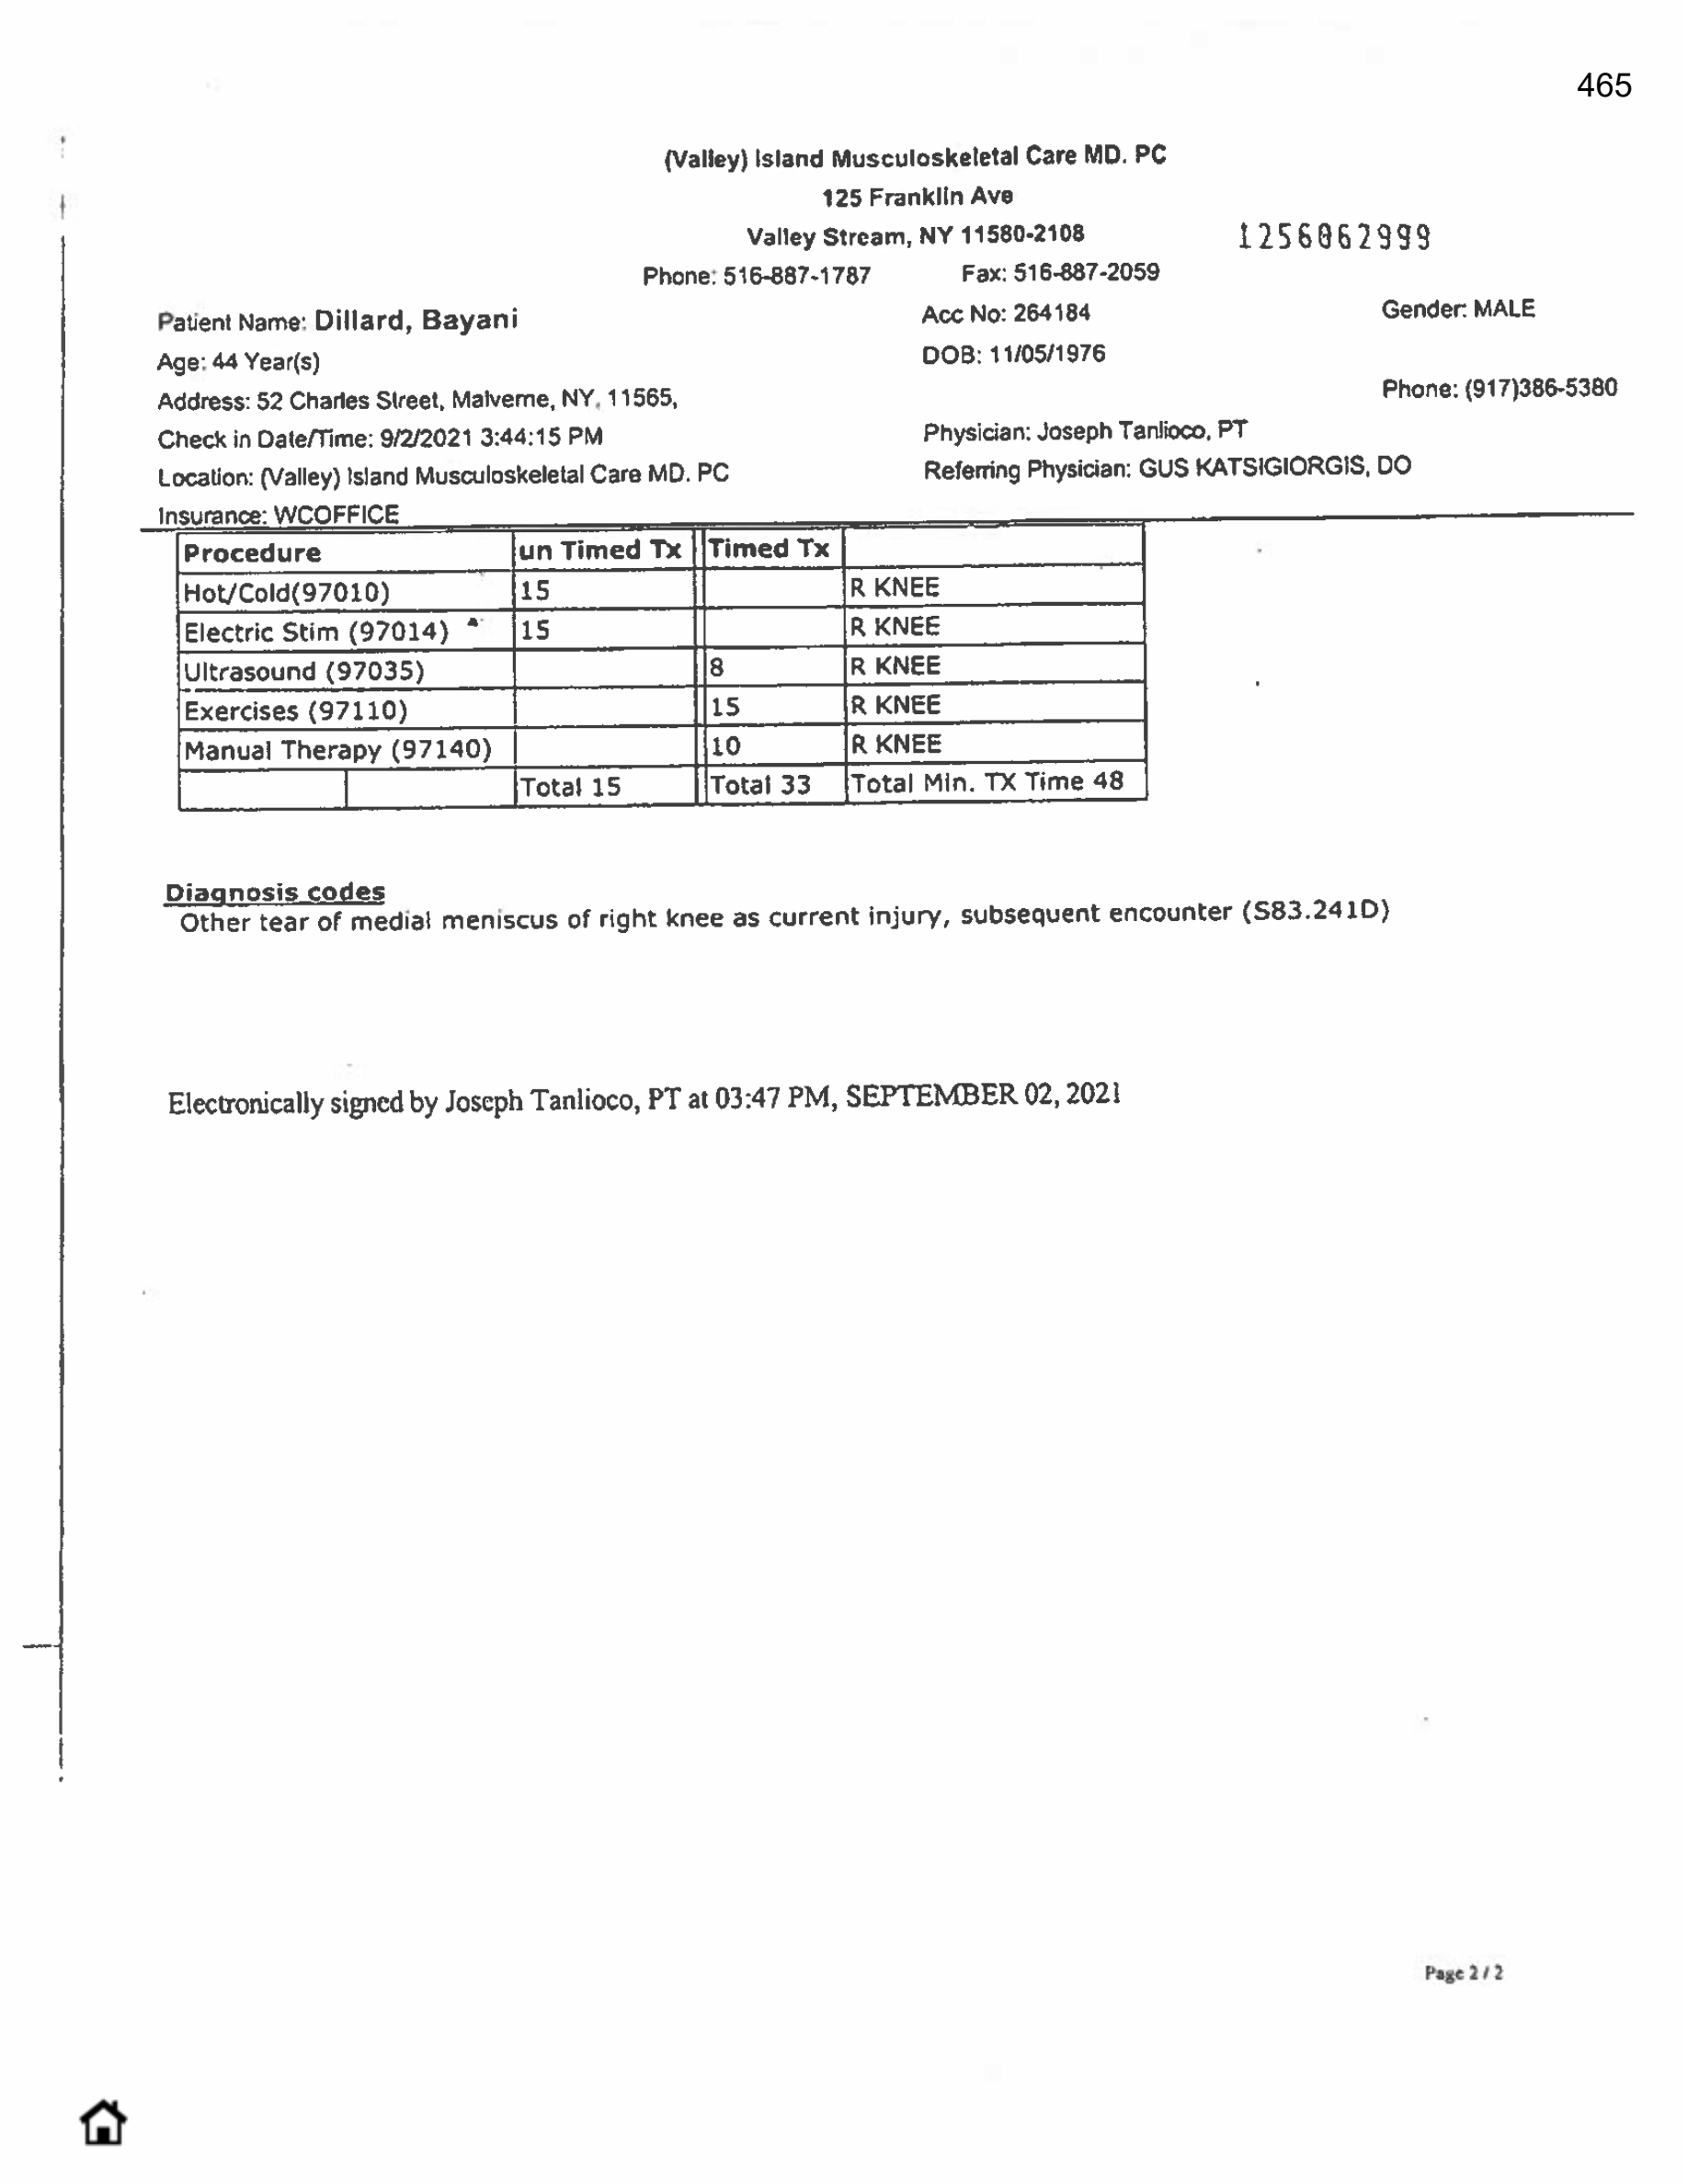 465
(Valley) Island Musculoskeletal Care MD. PC
125 Franklin Ave
Valley Stream, NY 11580-2108
1256062999
Phone: 516-887-1787 Fax: 516-887-2059
Patient Name: Dillard, Bayani Acc No: 264184 Gender: MALE
Age: 44 Year(s) DOB: 11/05/1976
Address: 52 Charles Street, Malverne, NY, 11565, Phone: (917)386-5380
Check in Date/Time: 9/2/2021 3:44:15 PM Physician: Joseph Tanlioco, PT
Location: (Valley) Island Musculoskeletal Care MD. PC Referring Physician: GUS KATSIGIORGIS, DO
Insurance: WCOFFICE
Procedure un Timed Tx Timed Tx
Hot/Cold(97010) 15 R KNEE
Electric Stim (97014) 15 R KNEE
Ultrasound (97035) 8 R KNEE
Exercises (97110) 15 R KNEE
Manual Therapy (97140) 10 R KNEE
Total 15 Total 33 Total Min. TX Time 48
Diagnosis codes
Other tear of medial meniscus of right knee as current injury, subsequent encounter (S83.241D)
Electronically signed by Joseph Tanlioco, PT at 03:47 PM, SEPTEMBER 02, 2021
Page 2 / 2